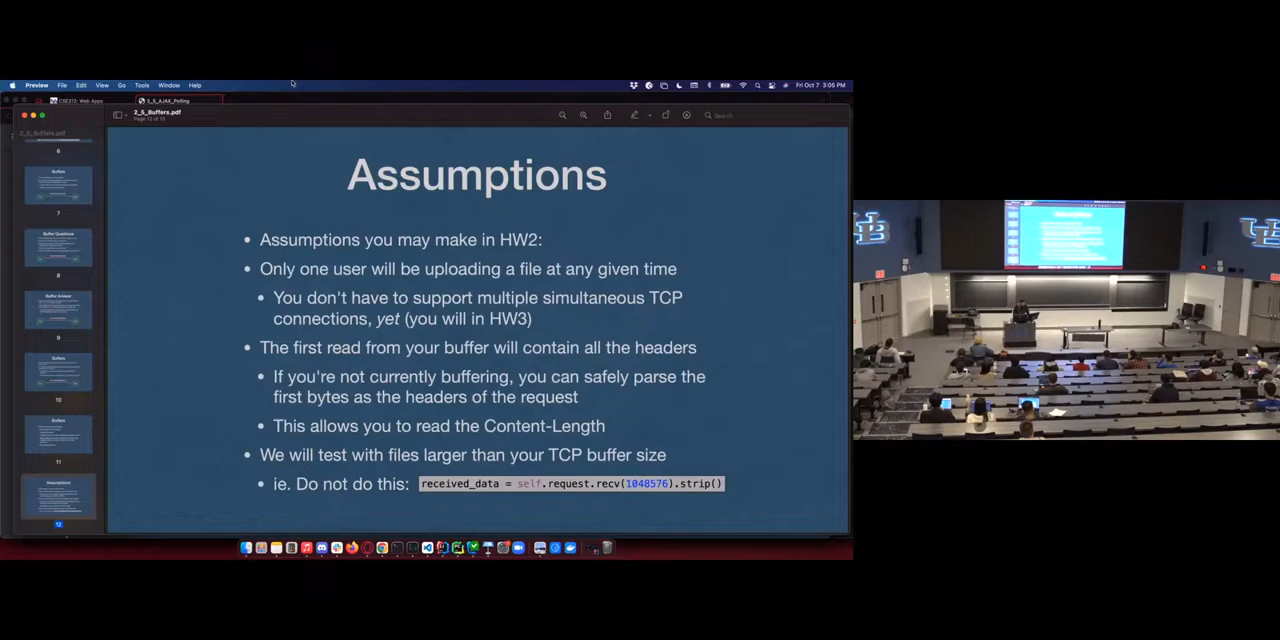 Preview File Edit View Go Tools Window Help
Fri Oct 7 3:05 PM
CSE312: Web Apps
3_5_AJAX_Polling
2_5_Buffers.pdf
Page 12 of 19
Search
2_5_Buffers.pdf
6
Buffers
7
Buffer Questions
8
Buffer Answer
9
Buffers
10
Buffers
11
Assumptions
12
Assumptions
• Assumptions you may make in HW2:
• Only one user will be uploading a file at any given time
• You don't have to support multiple simultaneous TCP
connections, yet (you will in HW3)
• The first read from your buffer will contain all the headers
• If you're not currently buffering, you can safely parse the
first bytes as the headers of the request
• This allows you to read the Content-Length
• We will test with files larger than your TCP buffer size
• ie. Do not do this: received_data = self.request.recv(1048576).strip()
UB
UB